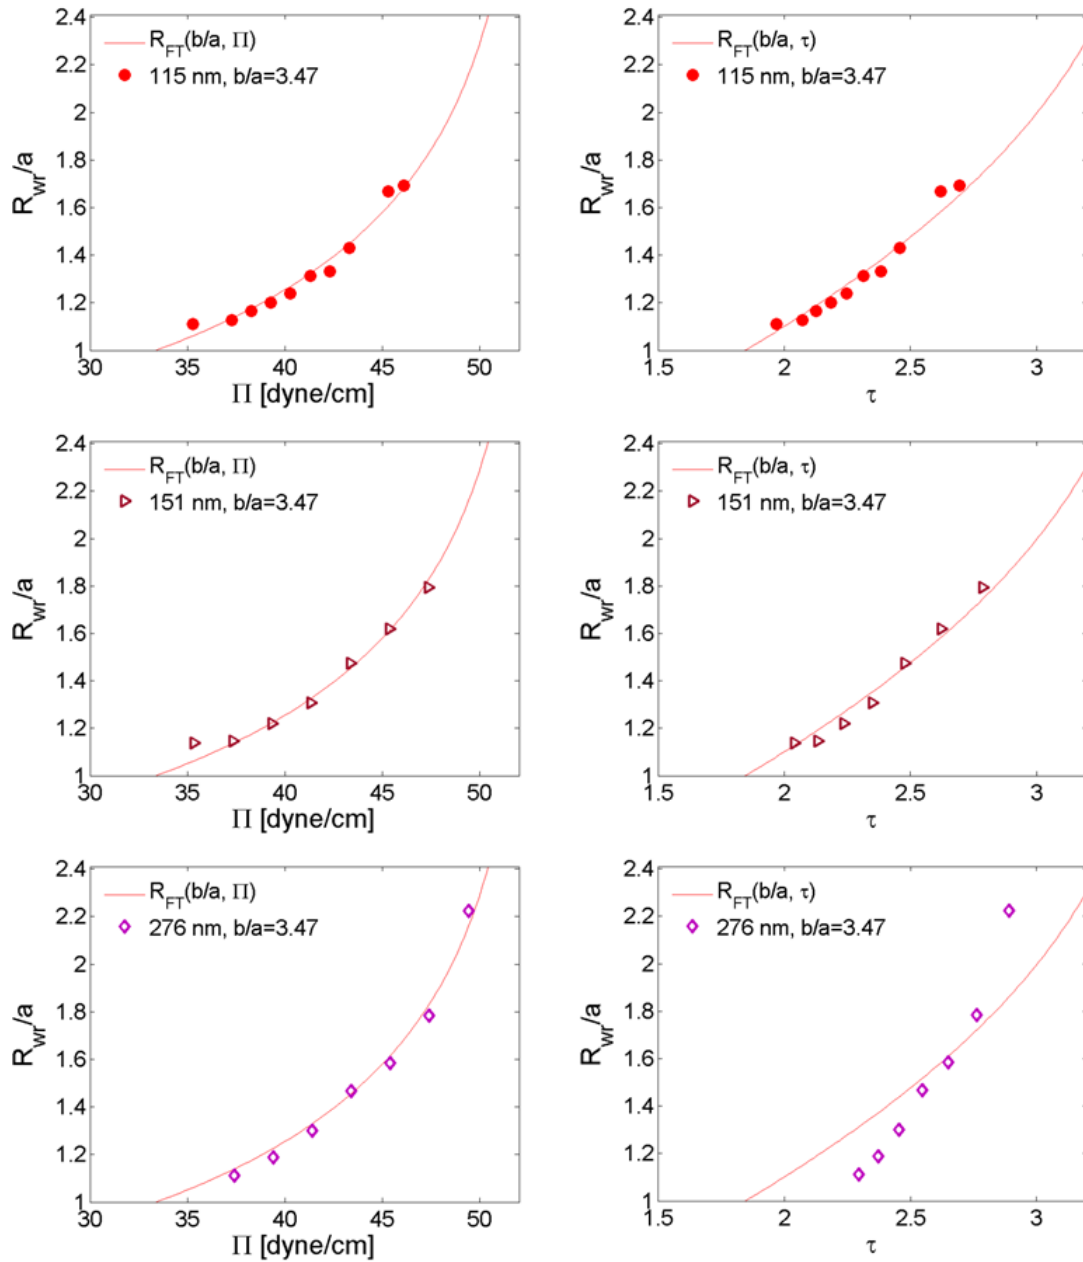 2.4
2.2
2
1.8
1.6
1.4
1.2
1
R_wr/a
R_FT(b/a, Π)
115 nm, b/a=3.47
30 35 40 45 50
Π [dyne/cm]
2.4
2.2
2
1.8
1.6
1.4
1.2
1
R_wr/a
R_FT(b/a, τ)
115 nm, b/a=3.47
1.5 2 2.5 3
τ
2.4
2.2
2
1.8
1.6
1.4
1.2
1
R_wr/a
R_FT(b/a, Π)
151 nm, b/a=3.47
30 35 40 45 50
Π [dyne/cm]
2.4
2.2
2
1.8
1.6
1.4
1.2
1
R_wr/a
R_FT(b/a, τ)
151 nm, b/a=3.47
1.5 2 2.5 3
τ
2.4
2.2
2
1.8
1.6
1.4
1.2
1
R_wr/a
R_FT(b/a, Π)
276 nm, b/a=3.47
30 35 40 45 50
Π [dyne/cm]
2.4
2.2
2
1.8
1.6
1.4
1.2
1
R_wr/a
R_FT(b/a, τ)
276 nm, b/a=3.47
1.5 2 2.5 3
τ